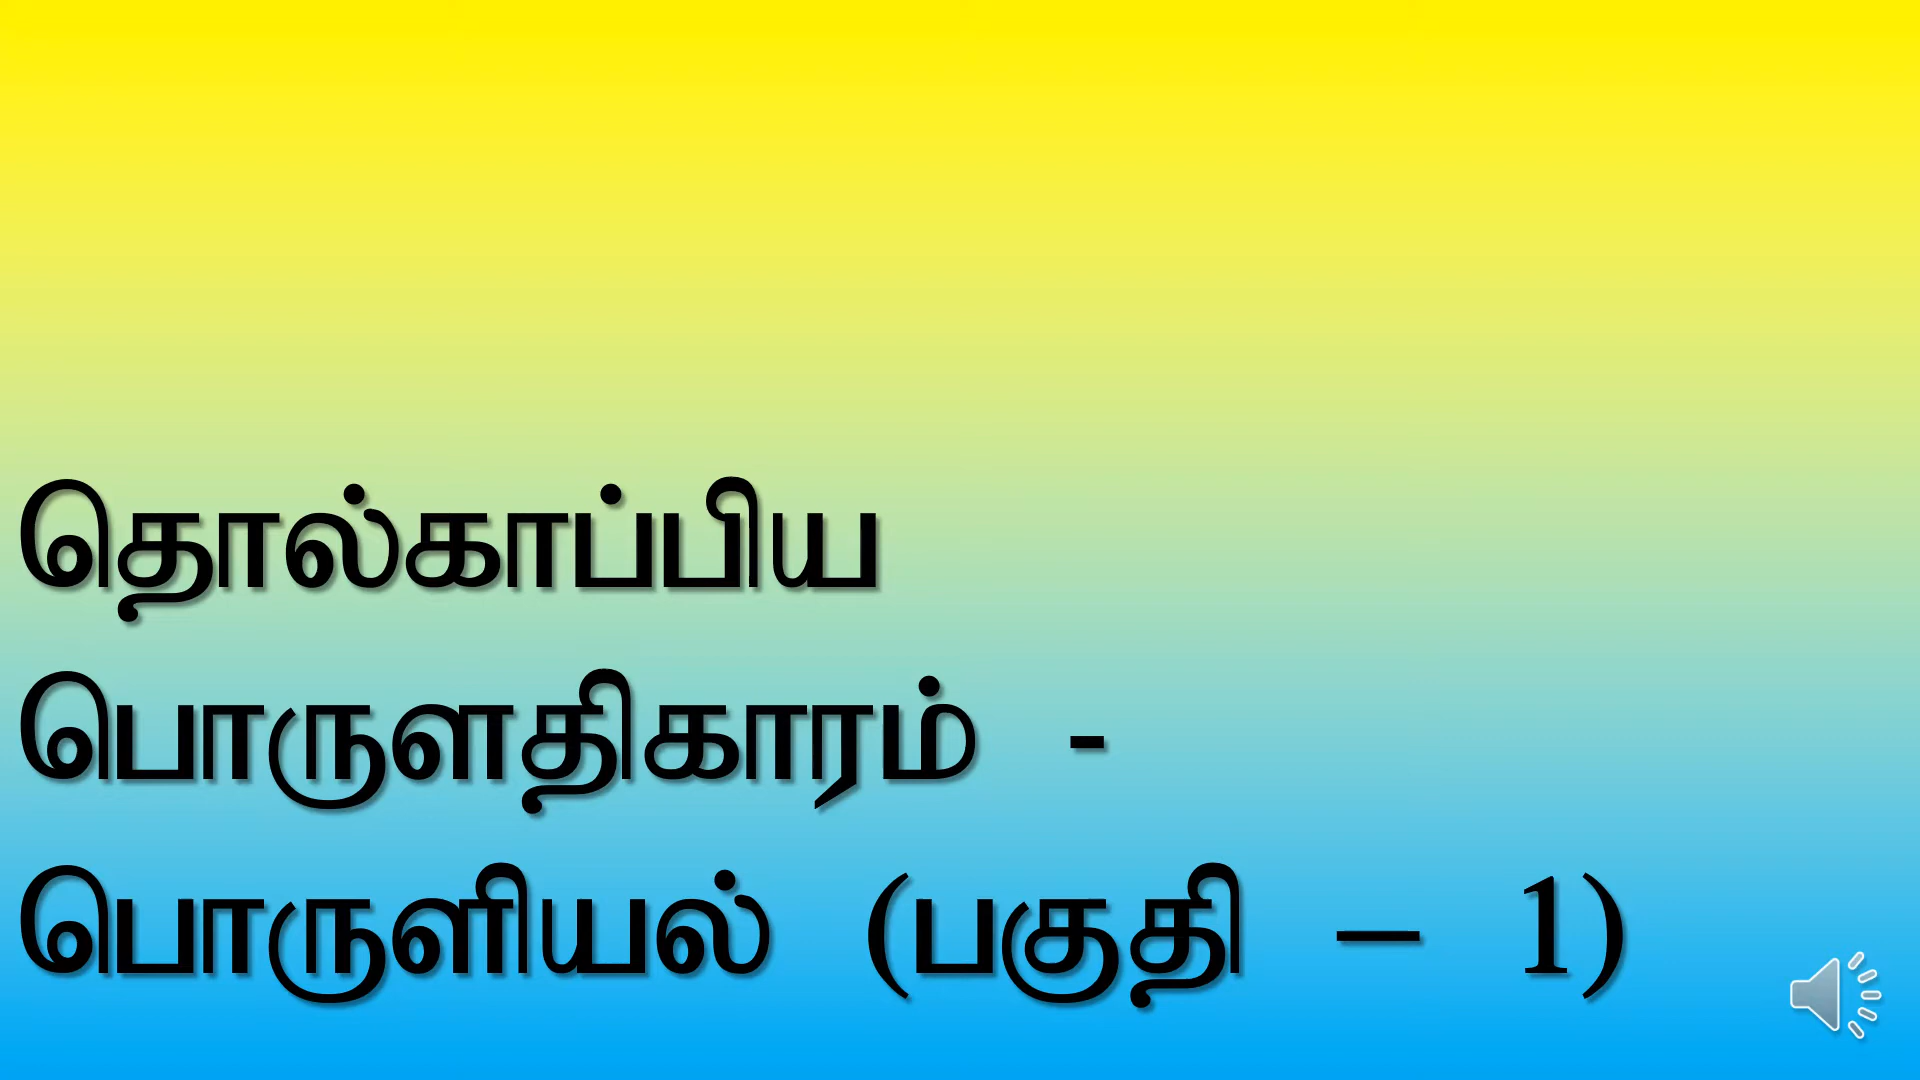 தொல்காப்பிய
பொருளதிகாரம் -
பொருளியல் (பகுதி – 1)